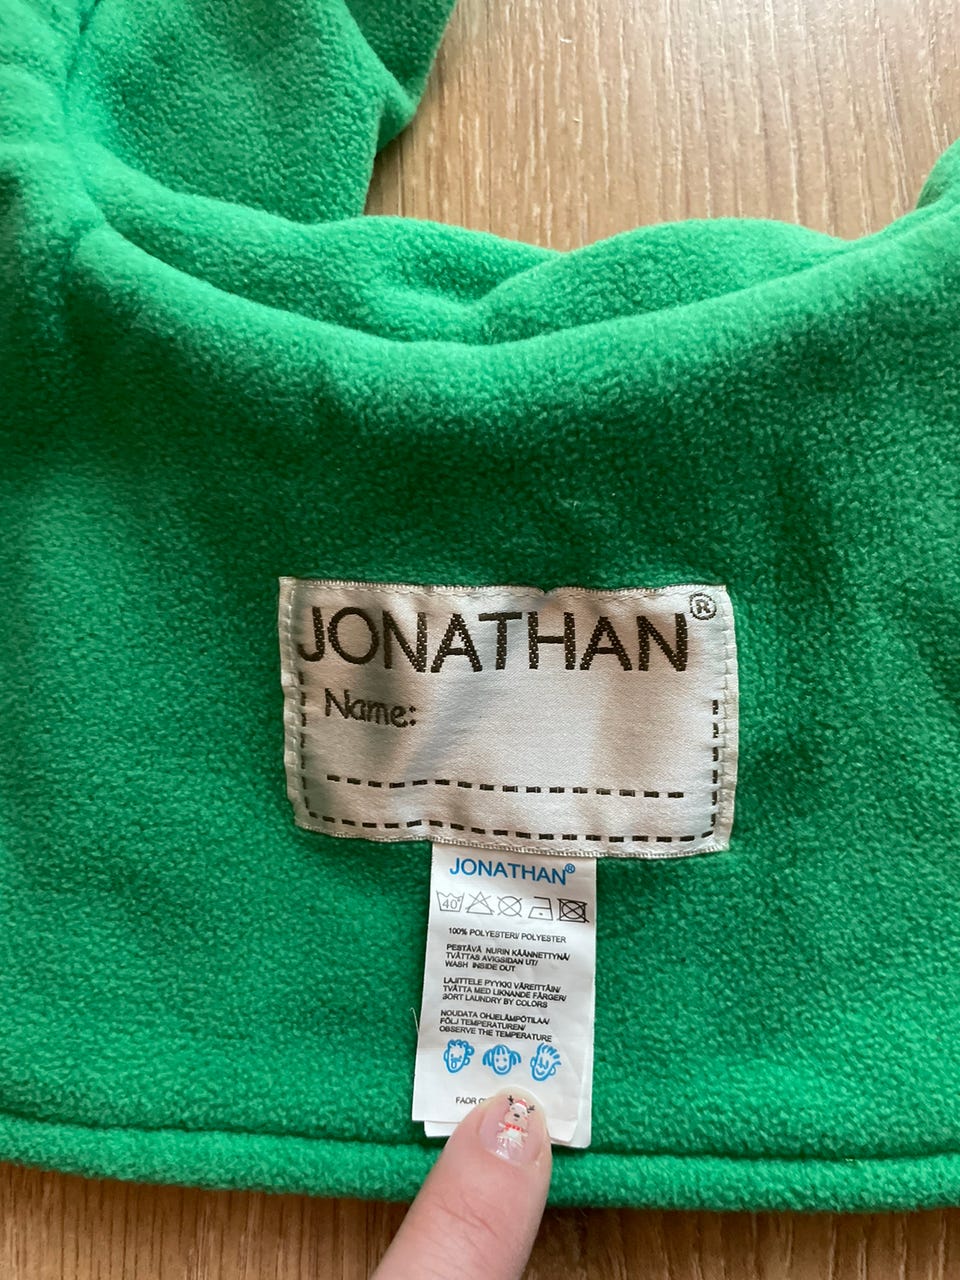 JONATHAN®
Name:
JONATHAN®
40°
100% POLYESTERI/ POLYESTER
PESTÄVÄ NURIN KÄÄNNETTYNÄ/
TVÄTTAS AVIGSIDAN UT/
WASH INSIDE OUT
LAJITTELE PYYKKI VÄREITTÄIN/
TVÄTTA MED LIKNANDE FÄRGER/
SORT LAUNDRY BY COLORS
NOUDATA OHJELÄMPÖTILAA/
FÖLJ TEMPERATUREN/
OBSERVE THE TEMPERATURE
FAOR